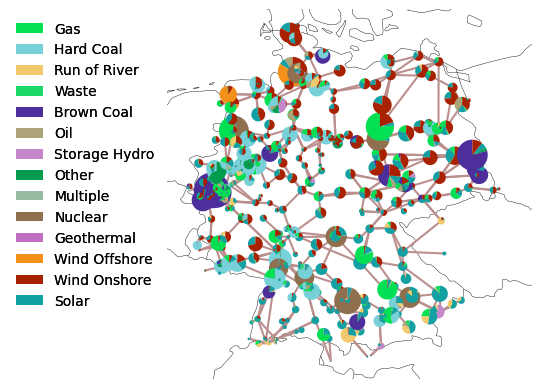 Gas
Hard Coal
Run of River
Waste
Brown Coal
Oil
Storage Hydro
Other
Multiple
Nuclear
Geothermal
Wind Offshore
Wind Onshore
Solar